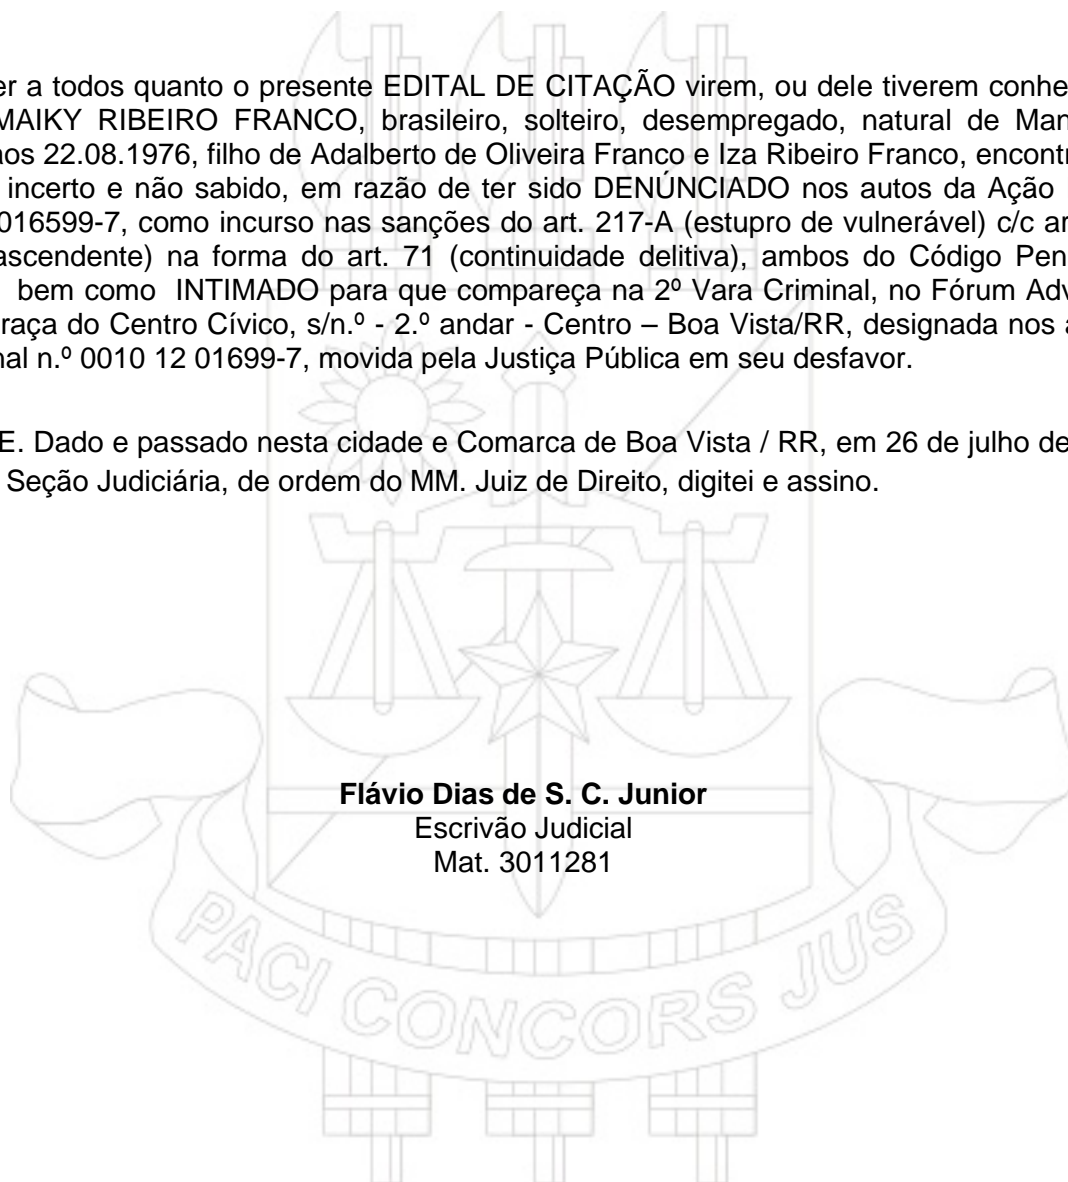 er a todos quanto o presente EDITAL DE CITAÇÃO virem, ou dele tiverem conhe
MAIKY RIBEIRO FRANCO, brasileiro, solteiro, desempregado, natural de Man
aos 22.08.1976, filho de Adalberto de Oliveira Franco e Iza Ribeiro Franco, encontr
incerto e não sabido, em razão de ter sido DENÚNCIADO nos autos da Ação
016599-7, como incurso nas sanções do art. 217-A (estupro de vulnerável) c/c ar
ascendente) na forma do art. 71 (continuidade delitiva), ambos do Código Pen
bem como INTIMADO para que compareça na 2º Vara Criminal, no Fórum Adv
raça do Centro Cívico, s/n.º - 2.º andar - Centro – Boa Vista/RR, designada nos a
nal n.º 0010 12 01699-7, movida pela Justiça Pública em seu desfavor.
E. Dado e passado nesta cidade e Comarca de Boa Vista / RR, em 26 de julho de
Seção Judiciária, de ordem do MM. Juiz de Direito, digitei e assino.
Flávio Dias de S. C. Junior
Escrivão Judicial
Mat. 3011281
PACI CONCORS JUS